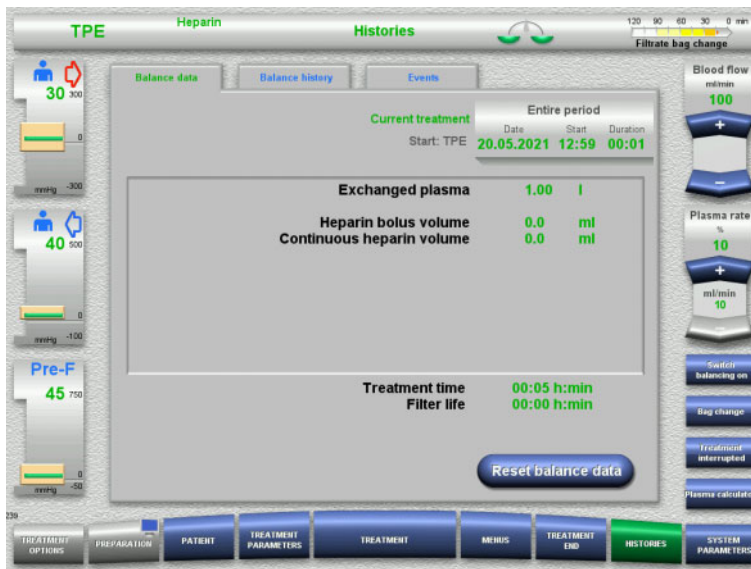 TPE
Heparin
Histories
120 90 60 30 0 min
Filtrate bag change
30 300
0
mmHg -300
40 500
0
mmHg -100
Pre-F
45 750
0
mmHg -50
Balance data
Balance history
Events
Current treatment
Start: TPE
Entire period
Date Start Duration
20.05.2021 12:59 00:01
Exchanged plasma 1.00 l
Heparin bolus volume 0.0 ml
Continuous heparin volume 0.0 ml
Treatment time 00:05 h:min
Filter life 00:00 h:min
Reset balance data
Blood flow
ml/min
100
+
–
Plasma rate
%
10
+
ml/min
10
–
Switch
balancing on
Bag change
Treatment
interrupted
Plasma calculato
239
TREATMENT
OPTIONS
PREPARATION
PATIENT
TREATMENT
PARAMETERS
TREATMENT
MENUS
TREATMENT
END
HISTORIES
SYSTEM
PARAMETERS